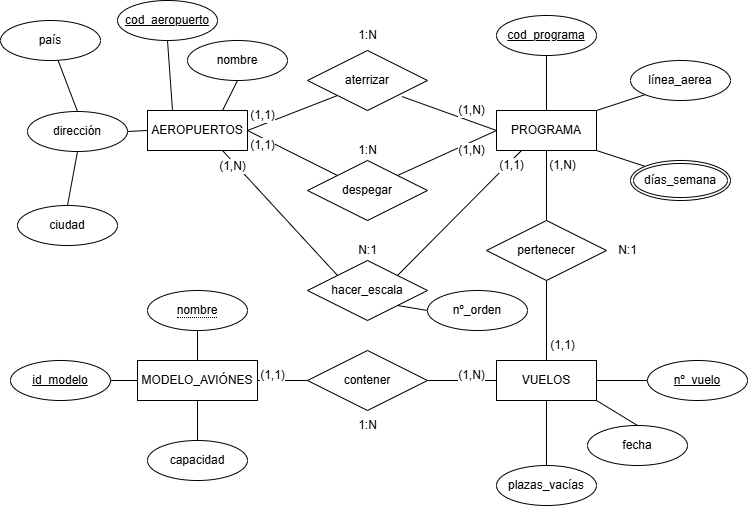 cod_aeropuerto
país
1:N
cod_programa
nombre
aterrizar
línea_aerea
(1,1)
(1,N)
dirección
AEROPUERTOS
PROGRAMA
(1,1)
1:N
(1,N)
(1,N)
(1,1)
(1,N)
despegar
días_semana
ciudad
N:1
pertenecer
N:1
hacer_escala
nombre
nº_orden
(1,1)
id_modelo
MODELO_AVIÓNES
(1,1)
contener
(1,N)
VUELOS
nº_vuelo
1:N
fecha
capacidad
plazas_vacías